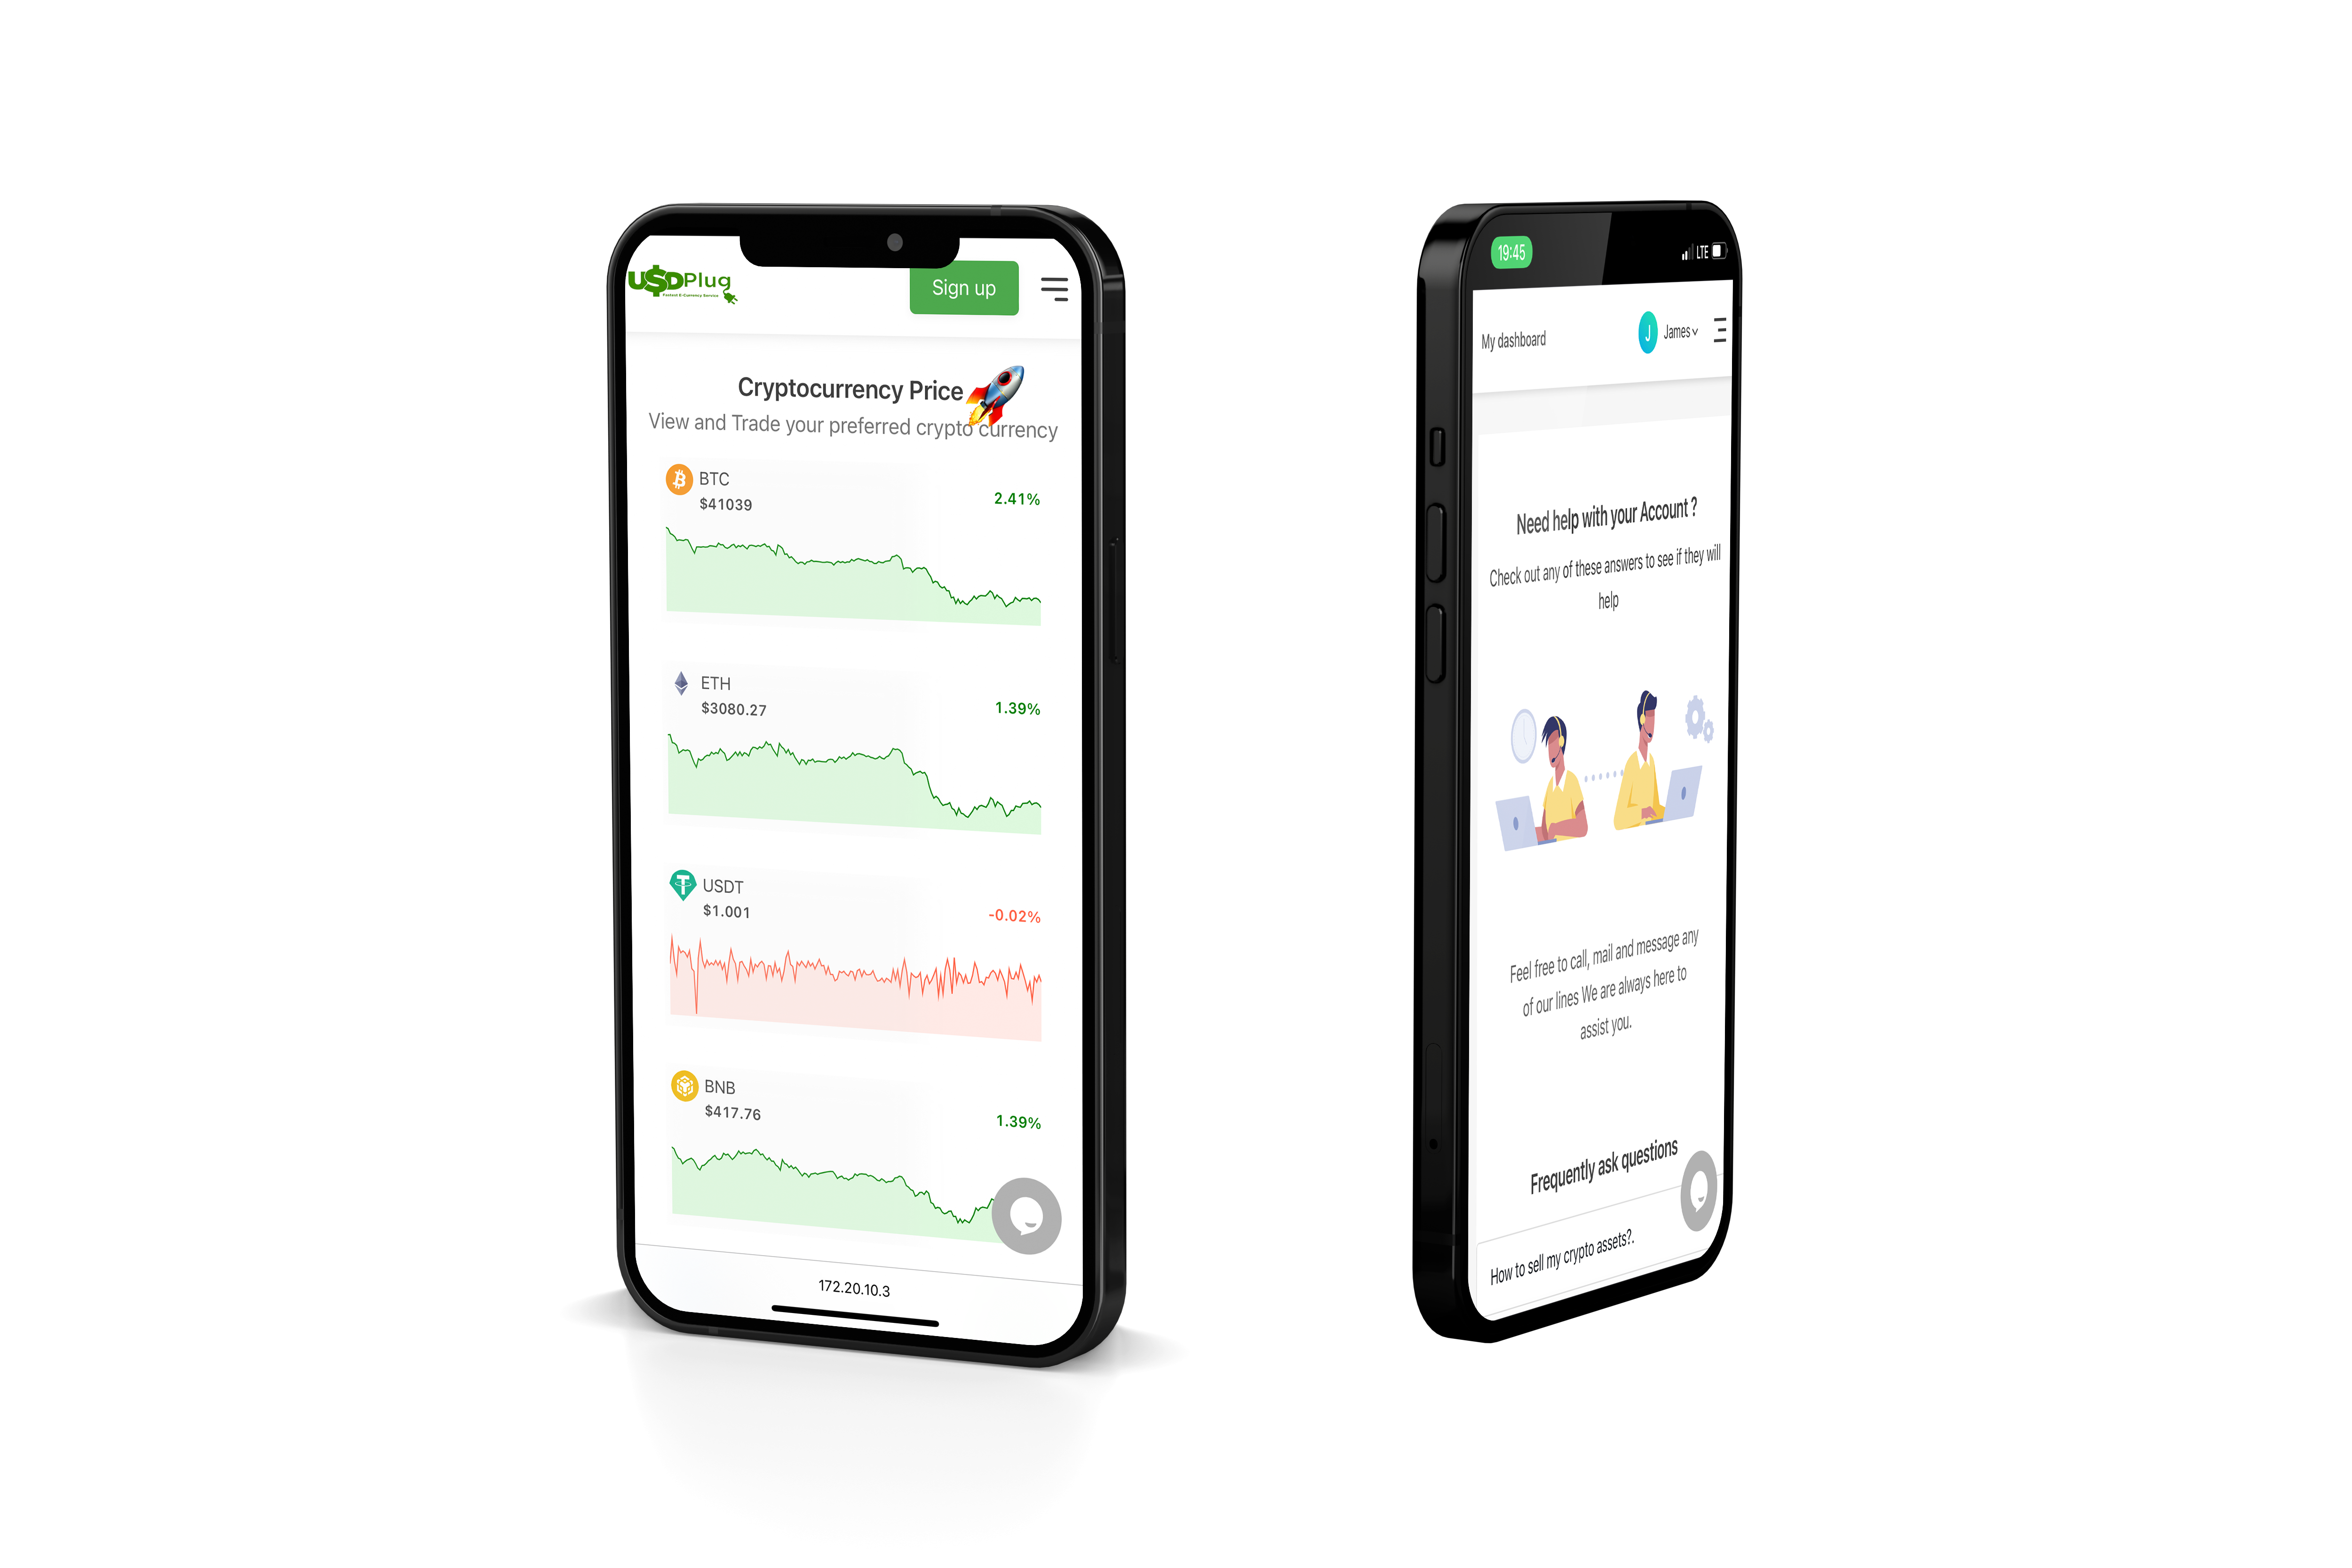 USDPlug
Fastest E-Currency Service
Sign up
Cryptocurrency Price
View and Trade your preferred crypto currency
BTC
$41039
2.41%
ETH
$3080.27
1.39%
USDT
$1.001
-0.02%
BNB
$417.76
1.39%
172.20.10.3
19:45
LTE
My dashboard
J
James
Need help with your Account ?
Check out any of these answers to see if they will
help
Feel free to call, mail and message any
of our lines We are always here to
assist you.
Frequently ask questions
How to sell my crypto assets?.